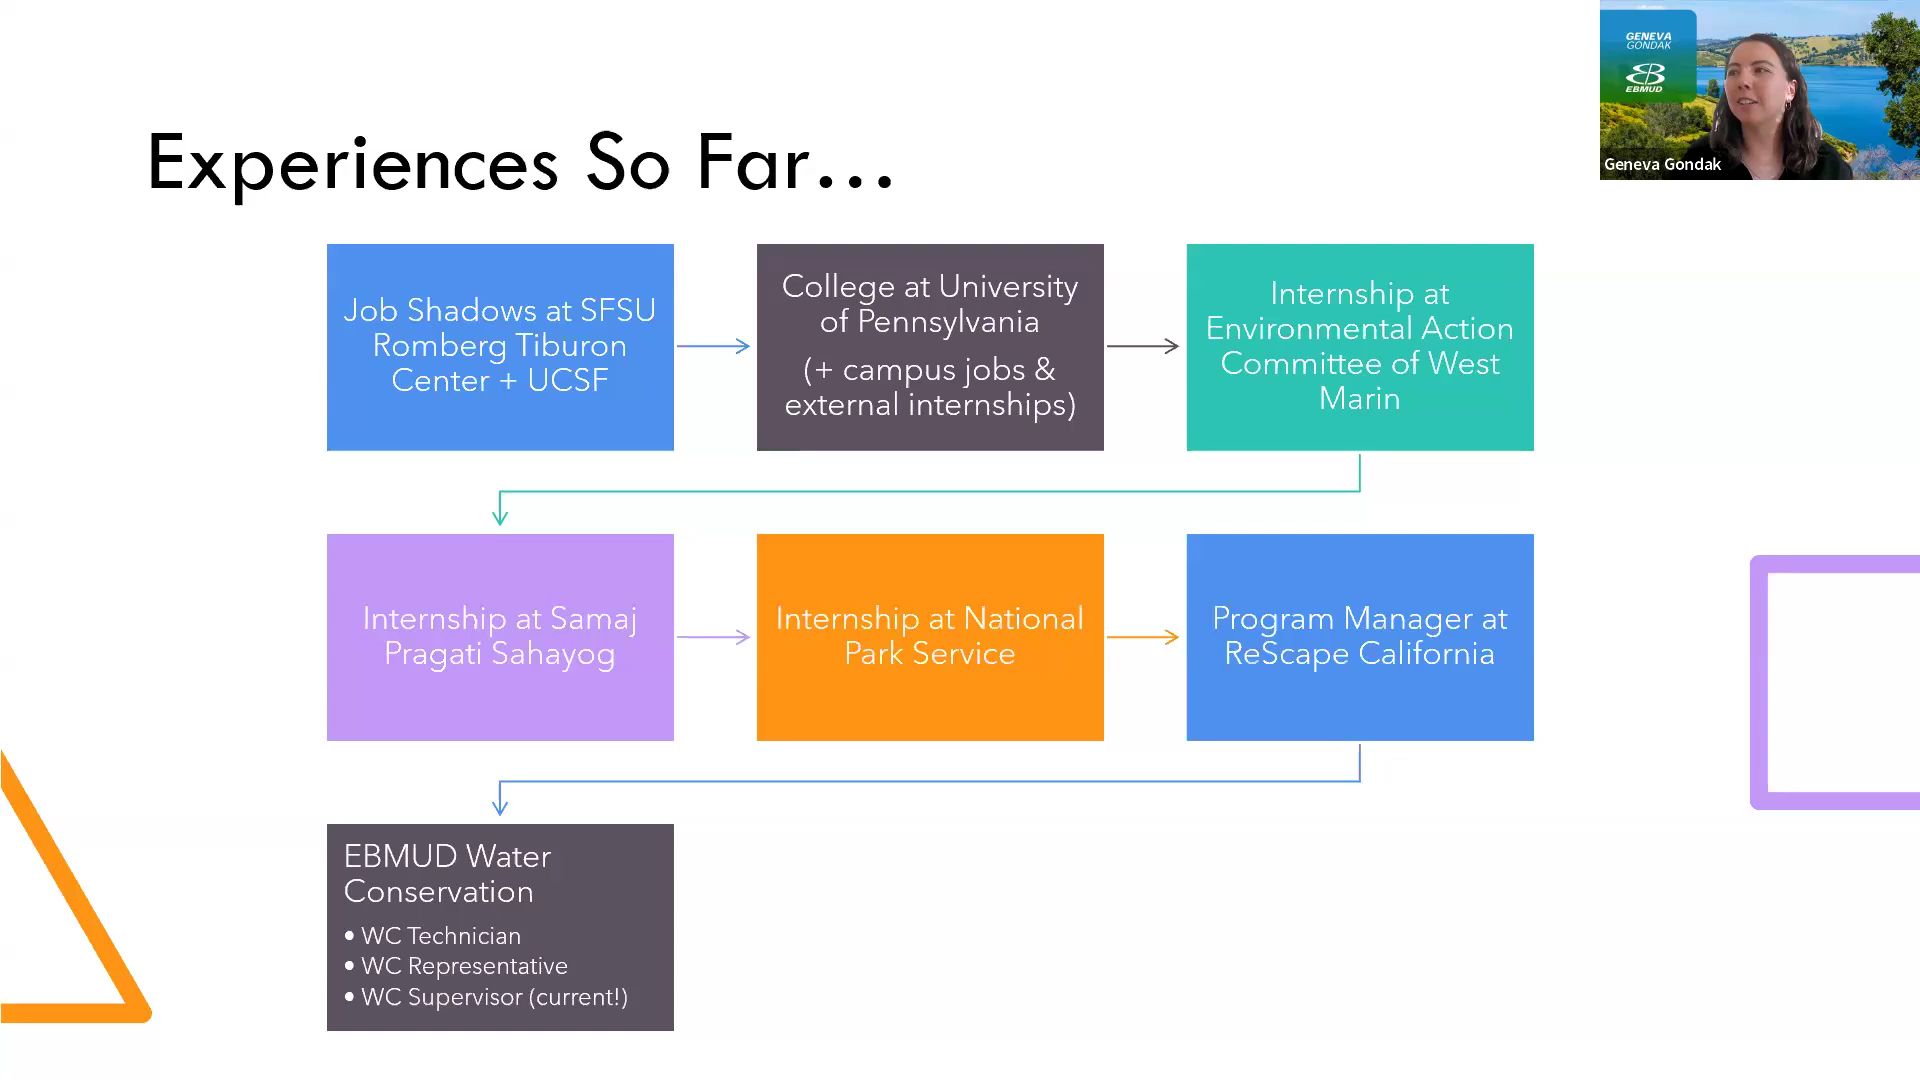 GENEVA
GONDAK
EBMUD
Geneva Gondak
Experiences So Far...
Job Shadows at SFSU
Romberg Tiburon
Center + UCSF
College at University
of Pennsylvania
(+ campus jobs &
external internships)
Internship at
Environmental Action
Committee of West
Marin
Internship at Samaj
Pragati Sahayog
Internship at National
Park Service
Program Manager at
ReScape California
EBMUD Water
Conservation
• WC Technician
• WC Representative
• WC Supervisor (current!)